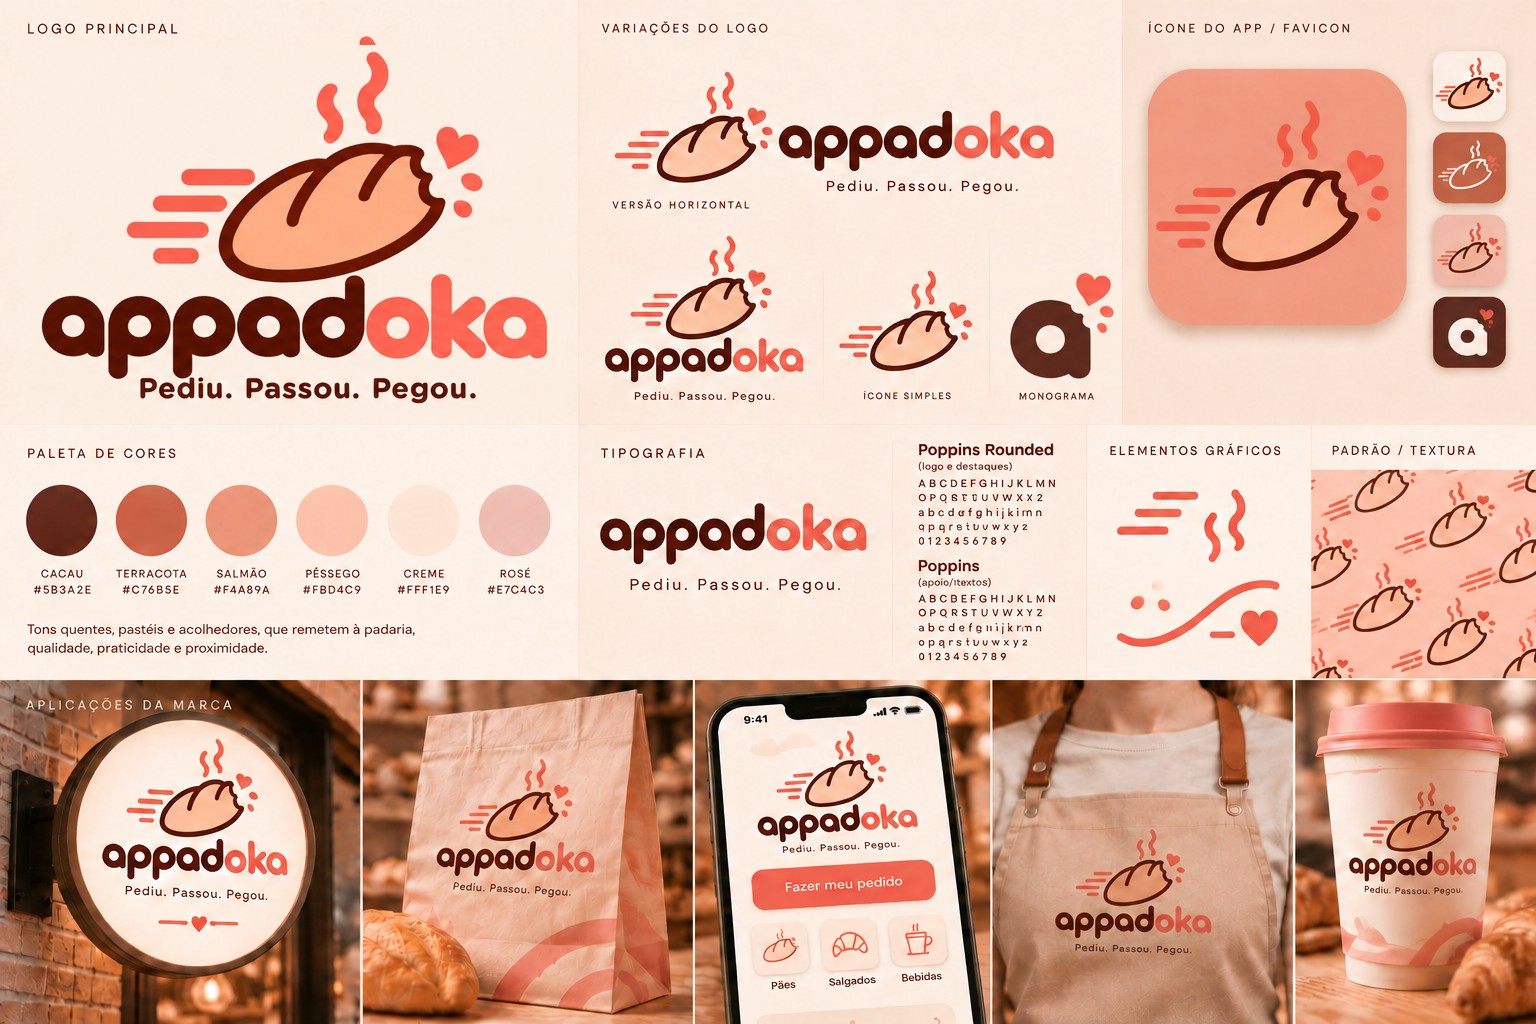 LOGO PRINCIPAL
appadoka
Pediu. Passou. Pegou.
VARIAÇÕES DO LOGO
appadoka
Pediu. Passou. Pegou.
VERSÃO HORIZONTAL
appadoka
Pediu. Passou. Pegou.
ÍCONE SIMPLES
a
MONOGRAMA
ÍCONE DO APP / FAVICON
a
PALETA DE CORES
CACAU
#5B3A2E
TERRACOTA
#C76B5E
SALMÃO
#F4A89A
PÊSSEGO
#FBD4C9
CREME
#FFF1E9
ROSÉ
#E7C4C3
Tons quentes, pastéis e acolhedores, que remetem à padaria,
qualidade, praticidade e proximidade.
TIPOGRAFIA
appadoka
Pediu. Passou. Pegou.
Poppins Rounded
(logo e destaques)
ABCDEFGHIJKLMN
0123456789
Poppins
0123456789
ELEMENTOS GRÁFICOS
PADRÃO / TEXTURA
APLICAÇÕES DA MARCA
appadoka
Pediu. Passou. Pegou.
appadoka
Pediu. Passou. Pegou.
9:41
appadoka
Pediu. Passou. Pegou.
Fazer meu pedido
Pães
Salgados
Bebidas
appadoka
Pediu. Passou. Pegou.
appadoka
Pediu. Passou. Pegou.